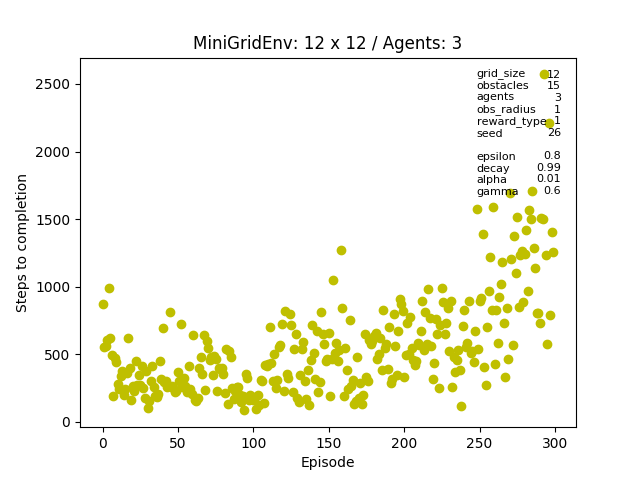 MiniGridEnv: 12 x 12 / Agents: 3
Steps to completion
2500
2000
1500
1000
500
0
grid_size 12
obstacles 15
agents 3
obs_radius 1
reward_type 1
seed 26
epsilon 0.8
decay 0.99
alpha 0.01
gamma 0.6
0 50 100 150 200 250 300
Episode